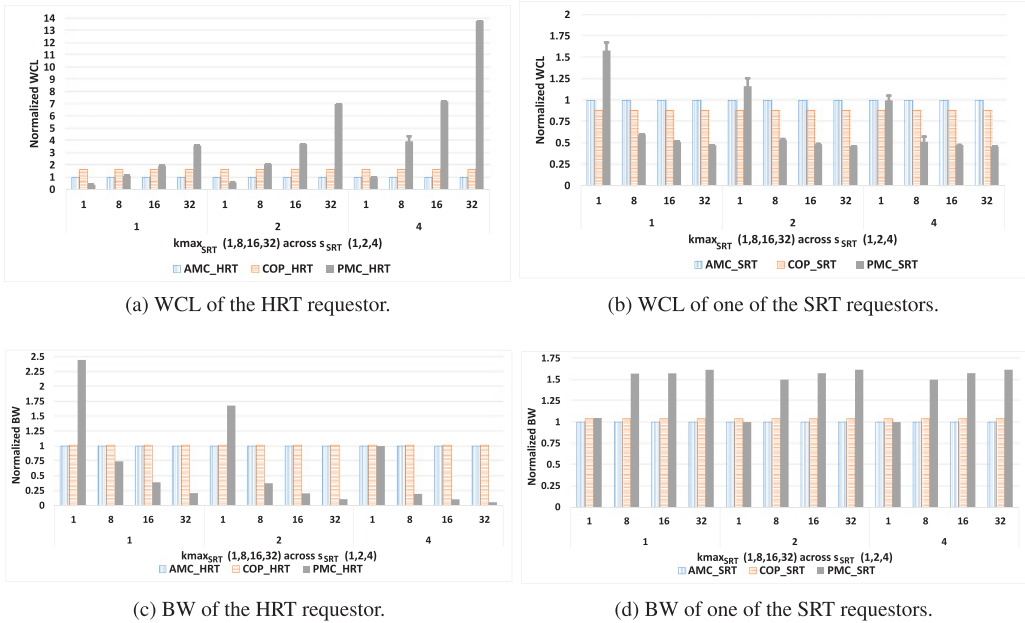 14
13
12
11
10
9
8
7
6
5
4
3
2
1
0
Normalized WCL
1 8 16 32 1 8 16 32 1 8 16 32
1 2 4
kmaxSRT (1,8,16,32) across sSRT (1,2,4)
AMC_HRT COP_HRT PMC_HRT
(a) WCL of the HRT requestor.
2
1.75
1.5
1.25
1
0.75
0.5
0.25
0
Normalized WCL
1 8 16 32 1 8 16 32 1 8 16 32
1 2 4
kmaxSRT (1,8,16,32) across sSRT (1,2,4)
AMC_SRT COP_SRT PMC_SRT
(b) WCL of one of the SRT requestors.
2.5
2.25
2
1.75
1.5
1.25
1
0.75
0.5
0.25
0
Normalized BW
1 8 16 32 1 8 16 32 1 8 16 32
1 2 4
kmaxSRT (1,8,16,32) across sSRT (1,2,4)
AMC_HRT COP_HRT PMC_HRT
(c) BW of the HRT requestor.
1.75
1.5
1.25
1
0.75
0.5
0.25
0
Normalized BW
1 8 16 32 1 8 16 32 1 8 16 32
1 2 4
kmaxSRT (1,8,16,32) across sSRT (1,2,4)
AMC_SRT COP_SRT PMC_SRT
(d) BW of one of the SRT requestors.